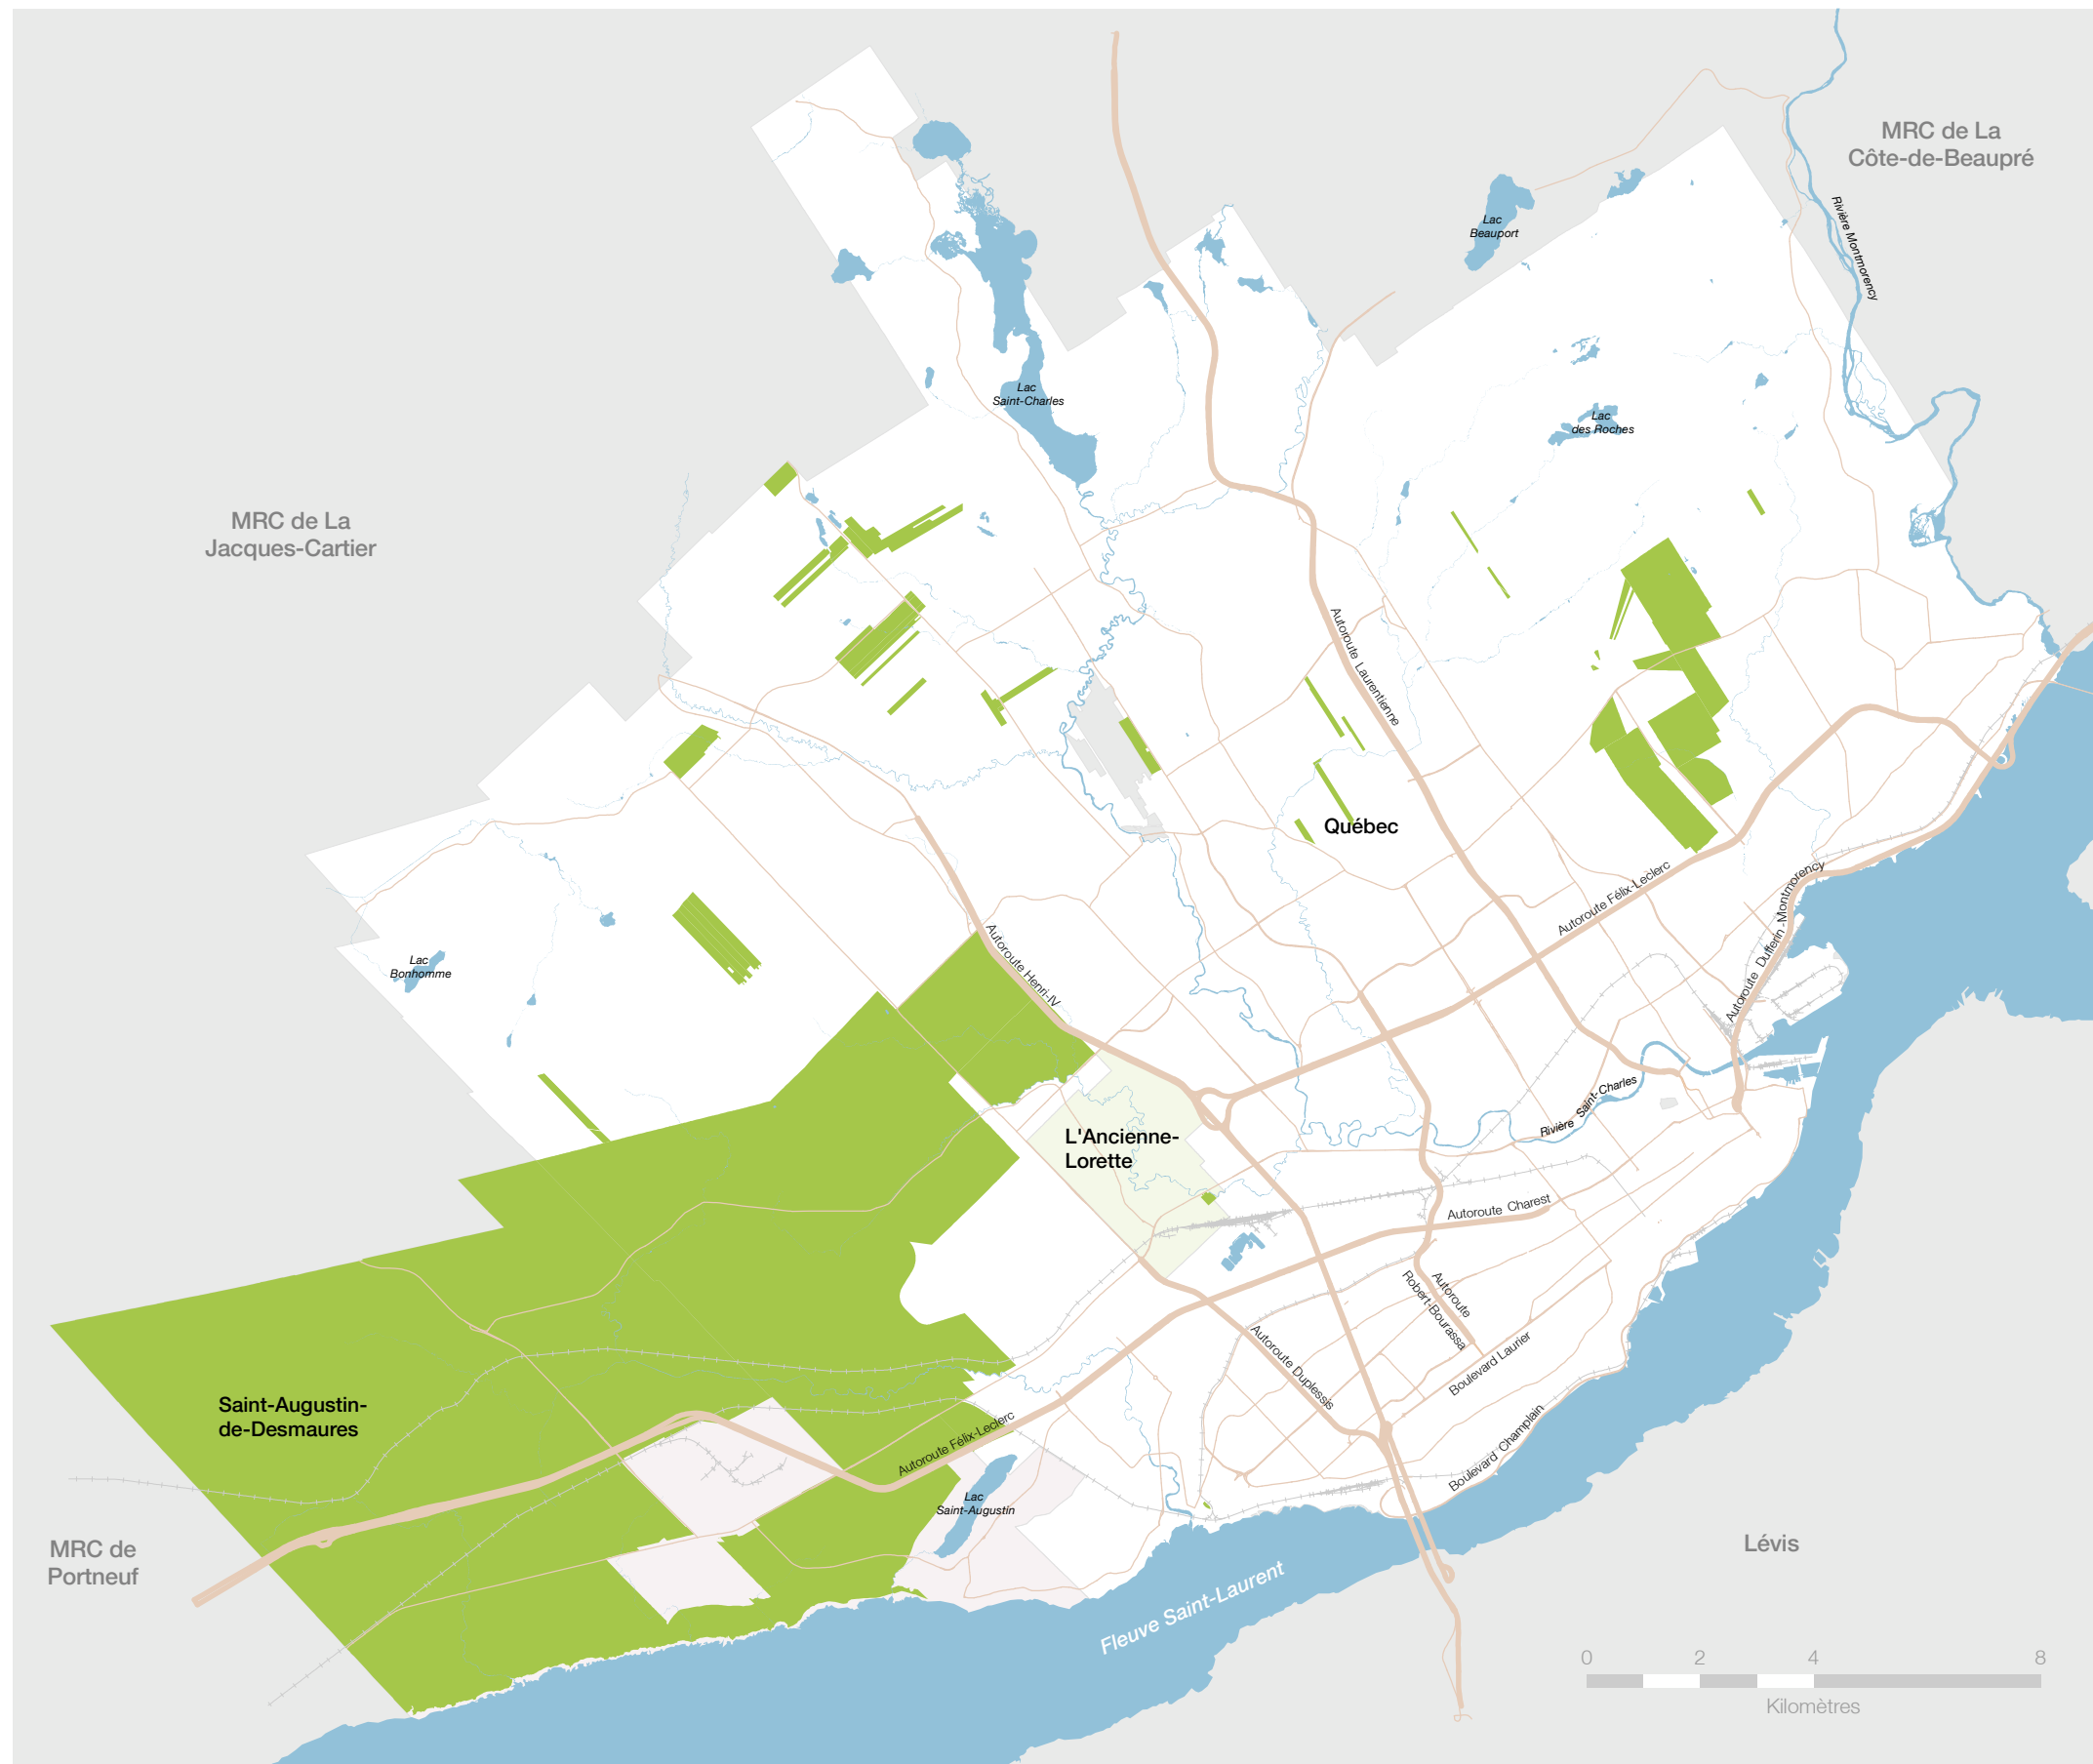 MRC de La
Côte-de-Beaupré
Rivière Montmorency
Lac
Beauport
Lac
Saint-Charles
Lac
des Roches
MRC de La
Jacques-Cartier
Autoroute Laurentienne
Québec
Autoroute Félix-Leclerc
Autoroute Dufferin -Montmorency
Lac
Bonhomme
Autoroute Henri-IV
Rivière Saint-Charles
L'Ancienne-
Lorette
Autoroute Charest
Autoroute
Robert-Bourassa
Autoroute Duplessis
Boulevard Laurier
Saint-Augustin-
de-Desmaures
Autoroute Félix-Leclerc
Boulevard Champlain
Lac
Saint-Augustin
MRC de
Portneuf
Lévis
Fleuve Saint-Laurent
0 2 4 8
Kilomètres